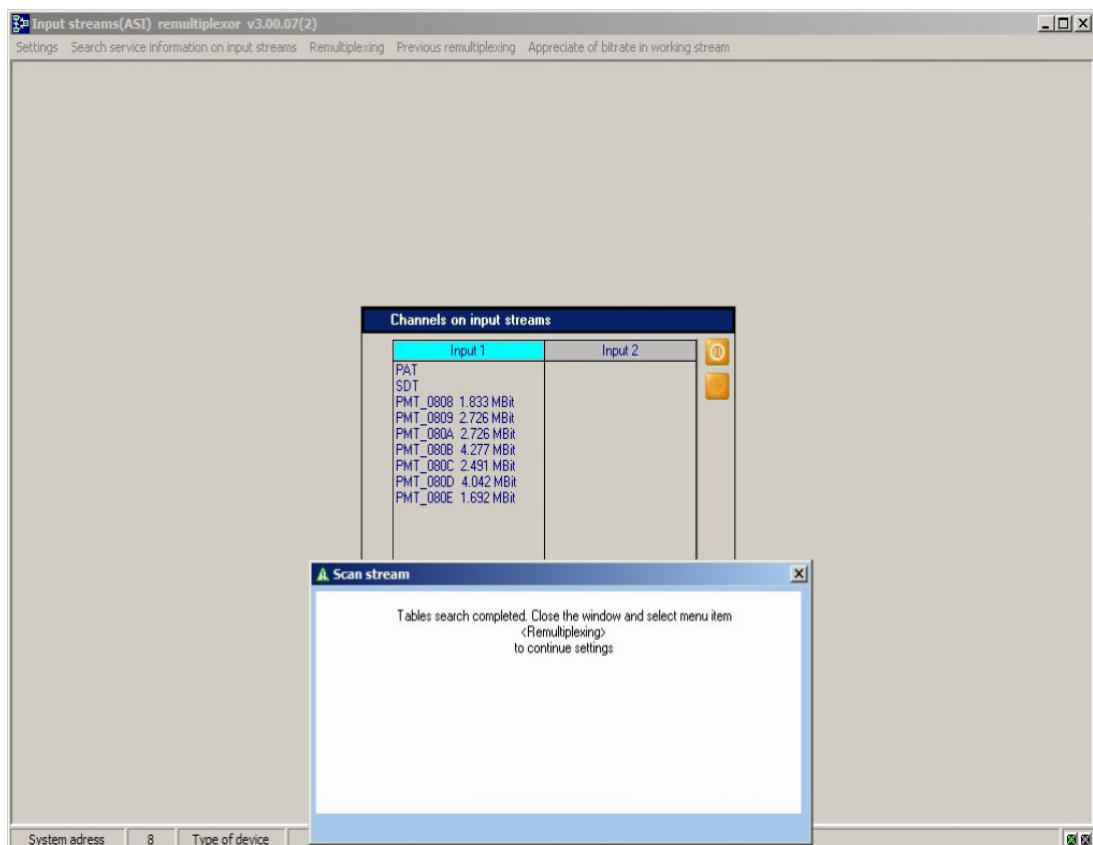 Input streams(ASI) remultiplexor v3.00.07(2)
Settings Search service information on input streams Remultiplexing Previous remultiplexing Appreciate of bitrate in working stream
Channels on input streams
Input 1 Input 2
PAT
SDT
PMT_0808 1.833 MBit
PMT_0809 2.726 MBit
PMT_080A 2.726 MBit
PMT_080B 4.277 MBit
PMT_080C 2.491 MBit
PMT_080D 4.042 MBit
PMT_080E 1.692 MBit
Scan stream
Tables search completed. Close the window and select menu item
<Remultiplexing>
to continue settings
System adress 8 Type of device